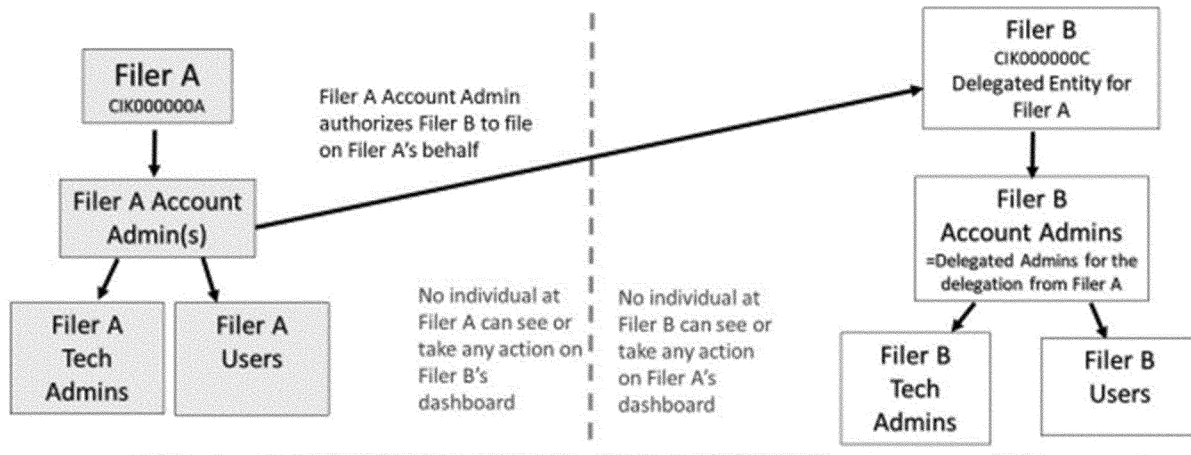 Filer A
CIK000000A
Filer A Account
Admin(s)
Filer A
Tech
Admins
Filer A
Users
Filer A Account Admin
authorizes Filer B to file
on Filer A's behalf
No individual at
Filer A can see or
take any action on
Filer B's
dashboard
No individual at
Filer B can see or
take any action
on Filer A's
dashboard
Filer B
CIK000000C
Delegated Entity for
Filer A
Filer B
Account Admins
=Delegated Admins for the
delegation from Filer A
Filer B
Tech
Admins
Filer B
Users